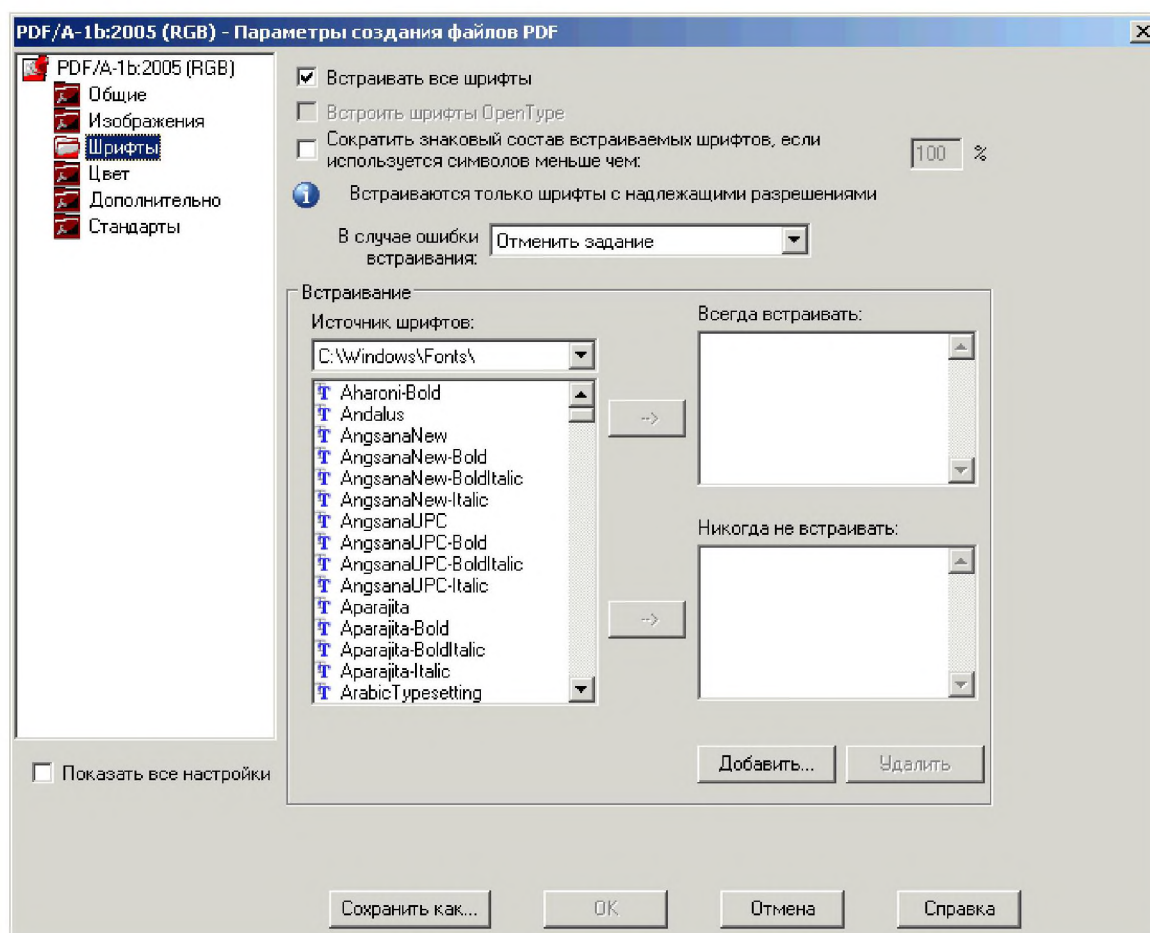 PDF/A-1b:2005 (RGB) - Параметры создания файлов PDF
PDF/A-1b:2005 (RGB)
Общие
Изображения
Шрифты
Цвет
Дополнительно
Стандарты
Показать все настройки
Встраивать все шрифты
Встроить шрифты OpenType
Сократить знаковый состав встраиваемых шрифтов, если
используется символов меньше чем:
100 %
Встраиваются только шрифты с надлежащими разрешениями
В случае ошибки
встраивания:
Отменить задание
Встраивание
Источник шрифтов:
C:\Windows\Fonts\
Aharoni-Bold
Andalus
AngsanaNew
AngsanaNew-Bold
AngsanaNew-BoldItalic
AngsanaNew-Italic
AngsanaUPC
AngsanaUPC-Bold
AngsanaUPC-BoldItalic
AngsanaUPC-Italic
Aparajita
Aparajita-Bold
Aparajita-BoldItalic
Aparajita-Italic
ArabicTypesetting
-->
-->
Всегда встраивать:
Никогда не встраивать:
Добавить...
Удалить
Сохранить как...
OK
Отмена
Справка